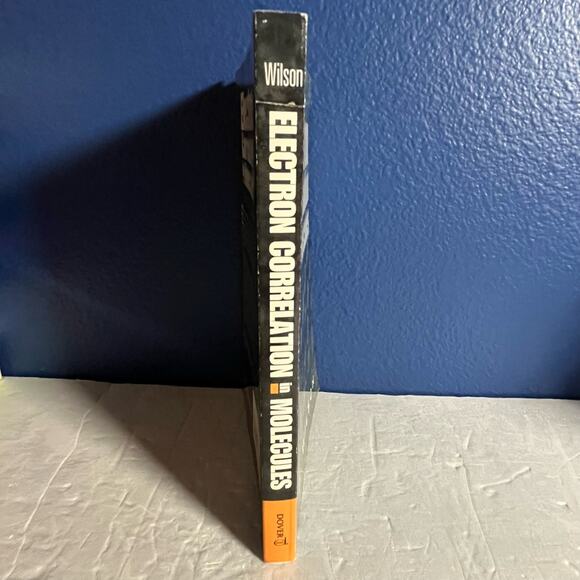 Wilson
ELECTRON CORRELATION in MOLECULES
DOVER